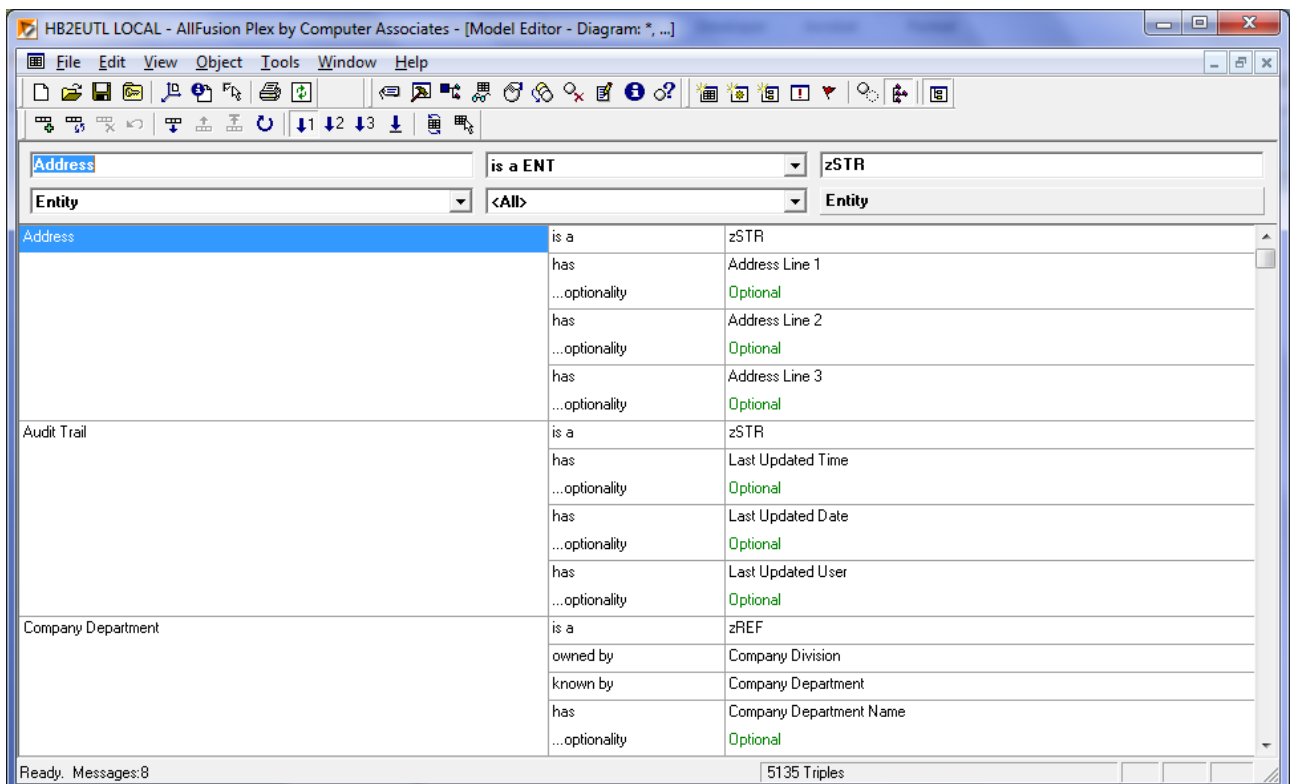 HB2EUTL LOCAL - AllFusion Plex by Computer Associates - [Model Editor - Diagram: *, ...]
File Edit View Object Tools Window Help
1 2 3
Address is a ENT zSTR
Entity <All> Entity
Address is a zSTR
has Address Line 1
...optionality Optional
has Address Line 2
...optionality Optional
has Address Line 3
...optionality Optional
Audit Trail is a zSTR
has Last Updated Time
...optionality Optional
has Last Updated Date
...optionality Optional
has Last Updated User
...optionality Optional
Company Department is a zREF
owned by Company Division
known by Company Department
has Company Department Name
...optionality Optional
Ready. Messages:8 5135 Triples